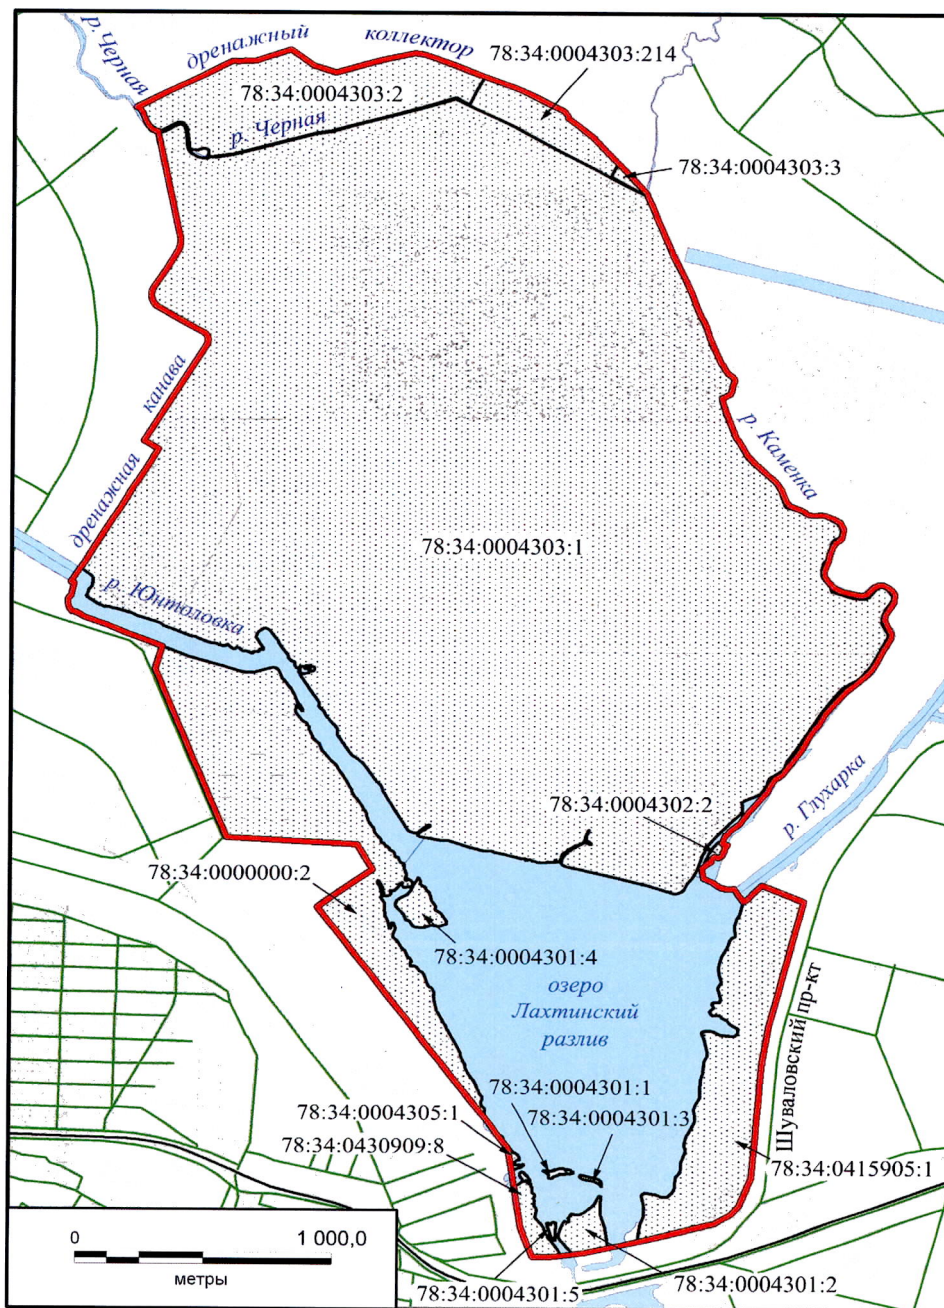 р. Черная
дренажный коллектор
78:34:0004303:214
78:34:0004303:2
р. Черная
78:34:0004303:3
дренажная канава
р. Каменка
78:34:0004303:1
р. Юнтоловка
78:34:0004302:2
р. Глухарка
78:34:0000000:2
78:34:0004301:4
озеро
Лахтинский
разлив
Шуваловский пр-кт
78:34:0004301:1
78:34:0004305:1
78:34:0004301:3
78:34:0430909:8
78:34:0415905:1
0 1 000,0
метры
78:34:0004301:5
78:34:0004301:2